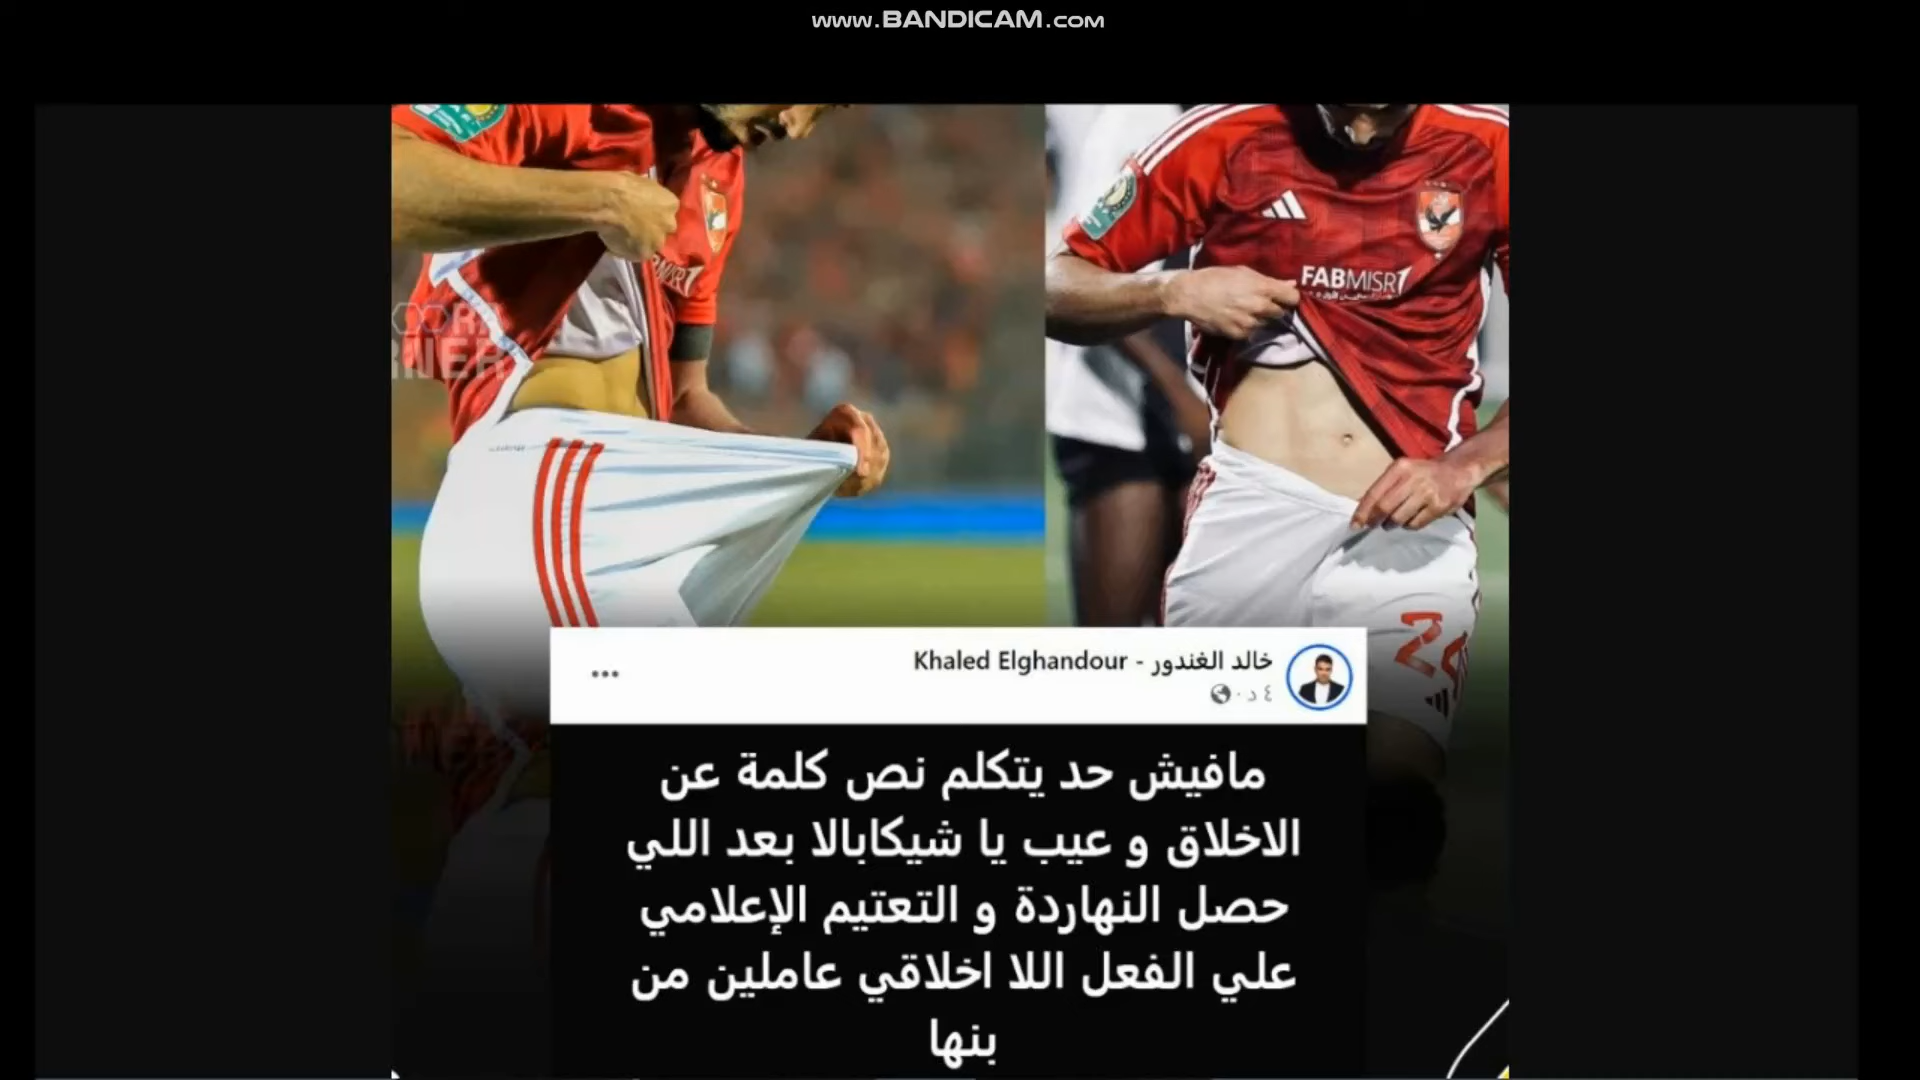 www.BANDICAM.com
FABMISR
خالد الغندور - Khaled Elghandour
٤ د ·
مافيش حد يتكلم نص كلمة عن
الاخلاق و عيب يا شيكابالا بعد اللي
حصل النهاردة و التعتيم الإعلامي
علي الفعل اللا اخلاقي عاملين من
بنها